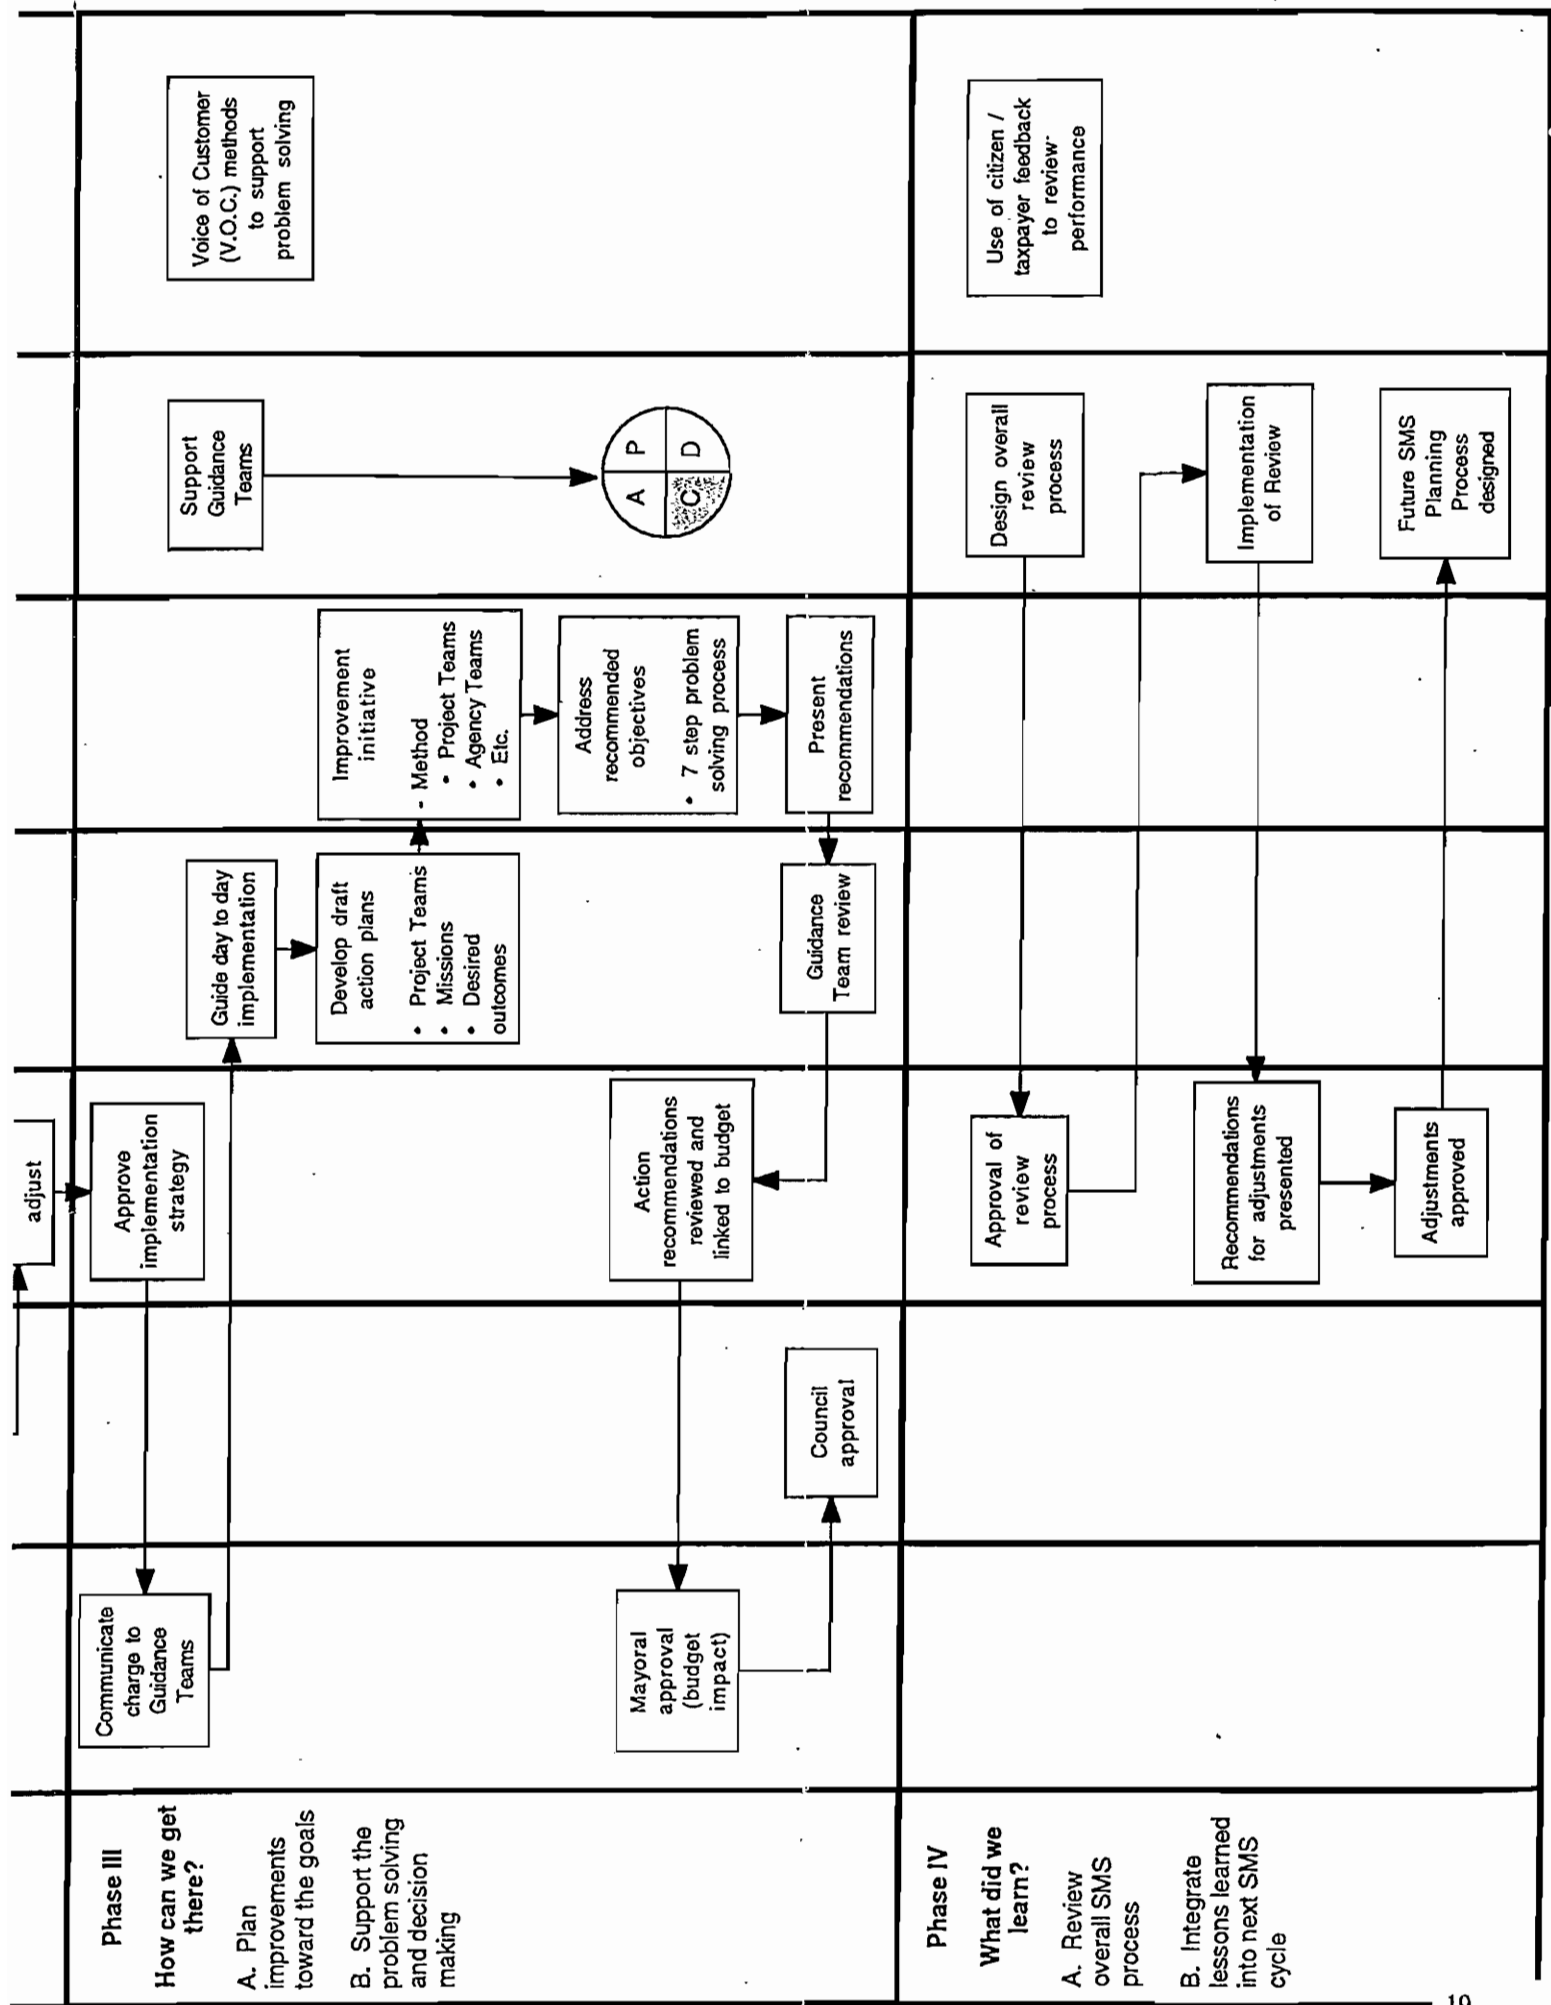 adjust
Phase III
How can we get
there?
A. Plan
improvements
toward the goals
B. Support the
problem solving
and decision
making
Communicate
charge to
Guidance
Teams
Approve
implementation
strategy
Guide day to day
implementation
Develop draft
action plans
• Project Teams
• Missions
• Desired
outcomes
Improvement
initiative
- Method
• Project Teams
• Agency Teams
• Etc.
Address
recommended
objectives
• 7 step problem
solving process
Present
recommendations
Guidance
Team review
Action
recommendations
reviewed and
linked to budget
Mayoral
approval
(budget
impact)
Council
approval
Support
Guidance
Teams
A P
C D
Voice of Customer
(V.O.C.) methods
to support
problem solving
Phase IV
What did we
learn?
A. Review
overall SMS
process
B. Integrate
lessons learned
into next SMS
cycle
Approval of
review
process
Recommendations
for adjustments
presented
Adjustments
approved
Design overall
review
process
Implementation
of Review
Future SMS
Planning
Process
designed
Use of citizen /
taxpayer feedback
to review
performance
19